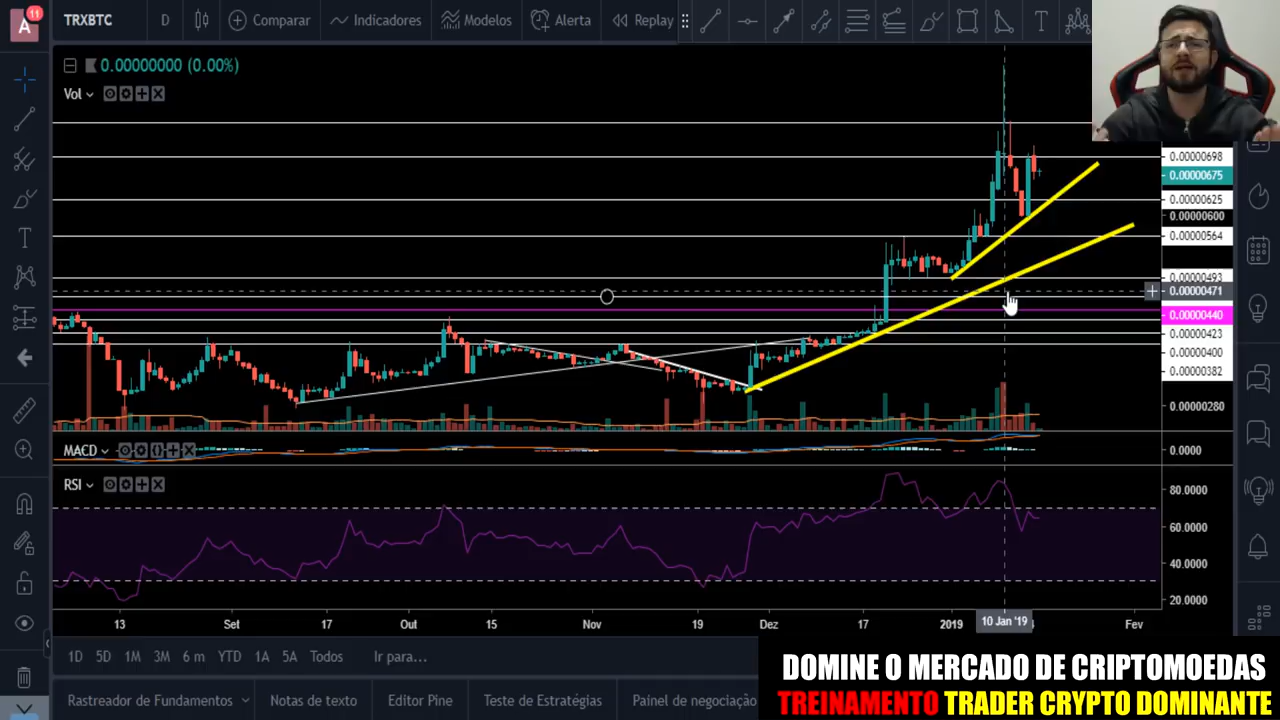 A
11
TRXBTC
D
Comparar
Indicadores
Modelos
Alerta
Replay
T
0.00000000 (0.00%)
Vol
0.00000698
0.00000675
0.00000625
0.00000600
0.00000564
0.00000493
0.00000471
0.00000440
0.00000423
0.00000400
0.00000382
0.00000280
MACD
0.0000
RSI
80.0000
60.0000
40.0000
20.0000
13
Set
17
Out
15
Nov
19
Dez
17
2019
10 Jan '19
Fev
1D 5D 1M 3M 6 m YTD 1A 5A Todos Ir para...
Rastreador de Fundamentos
Notas de texto
Editor Pine
Teste de Estratégias
Painel de negociação
DOMINE O MERCADO DE CRIPTOMOEDAS
TREINAMENTO TRADER CRYPTO DOMINANTE